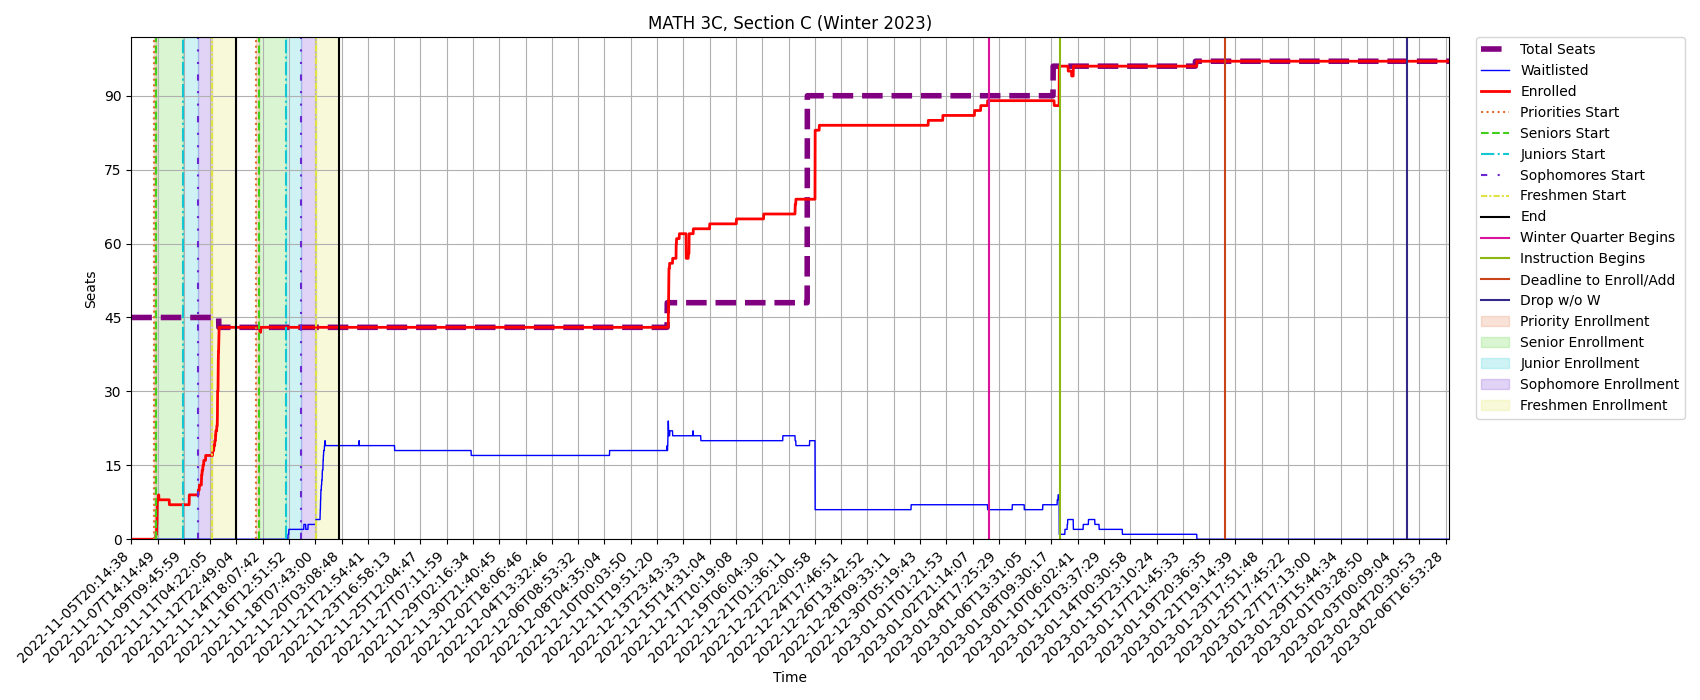 MATH 3C, Section C (Winter 2023)
Seats
90
75
60
45
30
15
0
2022-11-05T20:14:38
2022-11-07T14:14:49
2022-11-09T09:45:59
2022-11-11T04:22:05
2022-11-12T22:49:04
2022-11-14T18:07:42
2022-11-16T12:51:52
2022-11-18T07:43:00
2022-11-20T03:08:48
2022-11-21T21:54:41
2022-11-23T16:58:13
2022-11-25T12:04:47
2022-11-27T07:11:59
2022-11-29T02:16:34
2022-11-30T21:40:45
2022-12-02T18:06:46
2022-12-04T13:32:46
2022-12-06T08:53:32
2022-12-08T04:35:04
2022-12-10T00:03:50
2022-12-11T19:51:20
2022-12-13T23:43:33
2022-12-15T14:31:04
2022-12-17T10:19:08
2022-12-19T06:04:30
2022-12-21T01:36:11
2022-12-22T22:00:58
2022-12-24T17:46:51
2022-12-26T13:42:52
2022-12-28T09:33:11
2022-12-30T05:19:43
2023-01-01T01:21:53
2023-01-02T21:14:07
2023-01-04T17:25:29
2023-01-06T13:31:05
2023-01-08T09:30:17
2023-01-10T06:02:41
2023-01-12T03:37:29
2023-01-14T00:30:58
2023-01-15T23:10:24
2023-01-17T21:45:33
2023-01-19T20:36:35
2023-01-21T19:14:39
2023-01-23T17:51:48
2023-01-25T17:45:22
2023-01-27T17:13:00
2023-01-29T15:44:34
2023-02-01T03:28:50
2023-02-03T00:09:04
2023-02-04T20:30:53
2023-02-06T16:53:28
Time
Total Seats
Waitlisted
Enrolled
Priorities Start
Seniors Start
Juniors Start
Sophomores Start
Freshmen Start
End
Winter Quarter Begins
Instruction Begins
Deadline to Enroll/Add
Drop w/o W
Priority Enrollment
Senior Enrollment
Junior Enrollment
Sophomore Enrollment
Freshmen Enrollment